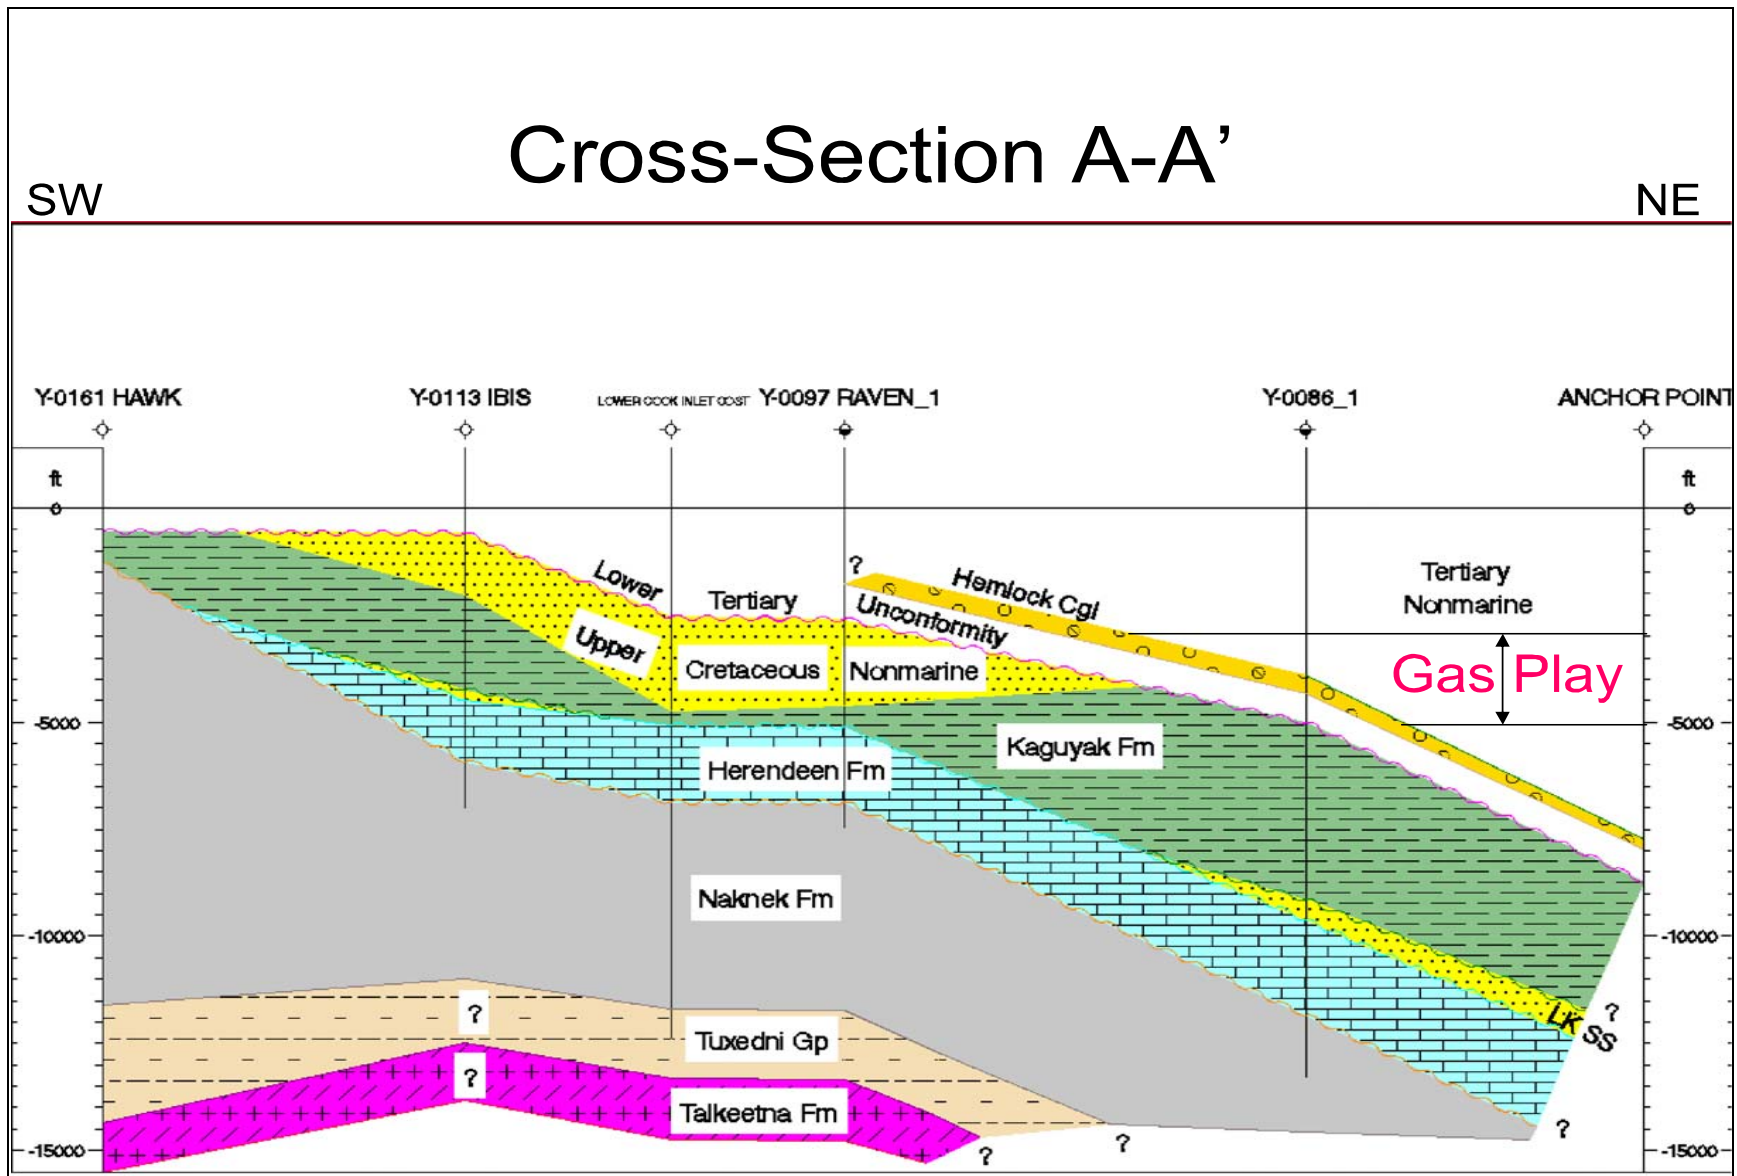 Cross-Section A-A’
SW
NE
Y-0161 HAWK
Y-0113 IBIS
LOWER COOK INLET COST
Y-0097 RAVEN_1
Y-0086_1
ANCHOR POINT
ft
ft
0
0
?
Lower
Tertiary
Unconformity
Hemlock Cgl
Tertiary
Nonmarine
Upper
Cretaceous
Nonmarine
Gas Play
-5000
-5000
Kaguyak Fm
Herendeen Fm
Naknek Fm
-10000
-10000
?
?
LK SS
Tuxedni Gp
?
Talkeetna Fm
?
?
?
-15000
-15000